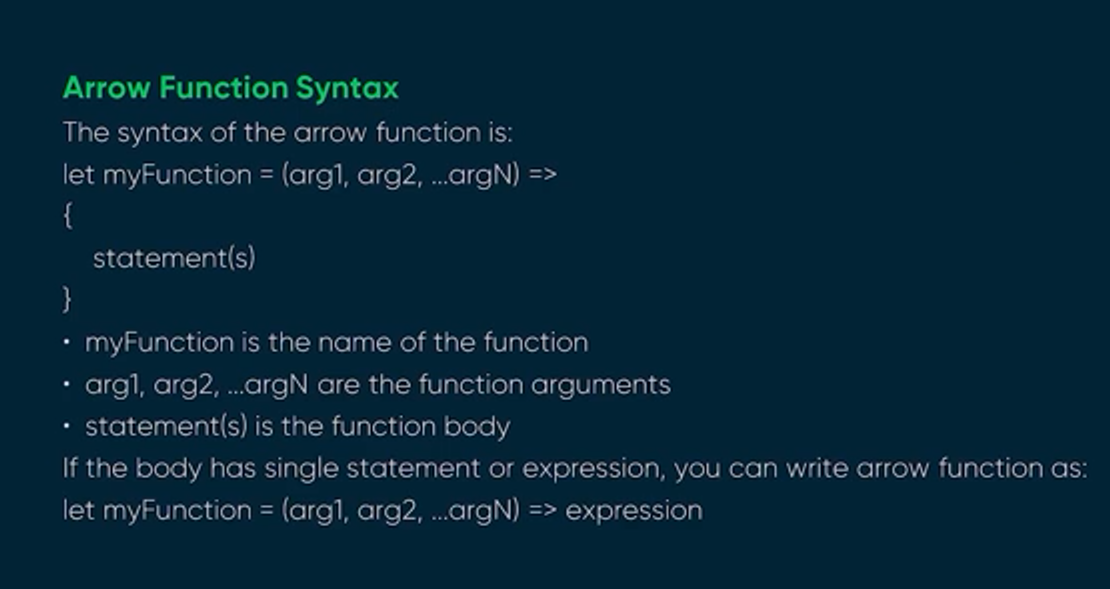 Arrow Function Syntax
The syntax of the arrow function is:
let myFunction = (arg1, arg2, ...argN) =>
{
statement(s)
}
• myFunction is the name of the function
• arg1, arg2, ...argN are the function arguments
• statement(s) is the function body
If the body has single statement or expression, you can write arrow function as:
let myFunction = (arg1, arg2, ...argN) => expression